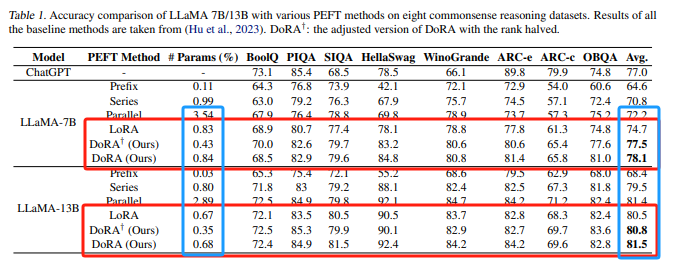 Table 1. Accuracy comparison of LLaMA 7B/13B with various PEFT methods on eight commonsense reasoning datasets. Results of all
the baseline methods are taken from (Hu et al., 2023). DoRA†: the adjusted version of DoRA with the rank halved.
Model PEFT Method # Params (%) BoolQ PIQA SIQA HellaSwag WinoGrande ARC-e ARC-c OBQA Avg.
ChatGPT - - 73.1 85.4 68.5 78.5 66.1 89.8 79.9 74.8 77.0
Prefix 0.11 64.3 76.8 73.9 42.1 72.1 72.9 54.0 60.6 64.6
Series 0.99 63.0 79.2 76.3 67.9 75.7 74.5 57.1 72.4 70.8
LLaMA-7B Parallel 3.54 67.9 76.4 78.8 69.8 78.9 73.7 57.3 75.2 72.2
LoRA 0.83 68.9 80.7 77.4 78.1 78.8 77.8 61.3 74.8 74.7
DoRA† (Ours) 0.43 70.0 82.6 79.7 83.2 80.6 80.6 65.4 77.6 77.5
DoRA (Ours) 0.84 68.5 82.9 79.6 84.8 80.8 81.4 65.8 81.0 78.1
Prefix 0.03 65.3 75.4 72.1 55.2 68.6 79.5 62.9 68.0 68.4
Series 0.80 71.8 83 79.2 88.1 82.4 82.5 67.3 81.8 79.5
LLaMA-13B Parallel 2.89 72.5 84.9 79.8 92.1 84.7 84.2 71.2 82.4 81.4
LoRA 0.67 72.1 83.5 80.5 90.5 83.7 82.8 68.3 82.4 80.5
DoRA† (Ours) 0.35 72.5 85.3 79.9 90.1 82.9 82.7 69.7 83.6 80.8
DoRA (Ours) 0.68 72.4 84.9 81.5 92.4 84.2 84.2 69.6 82.8 81.5